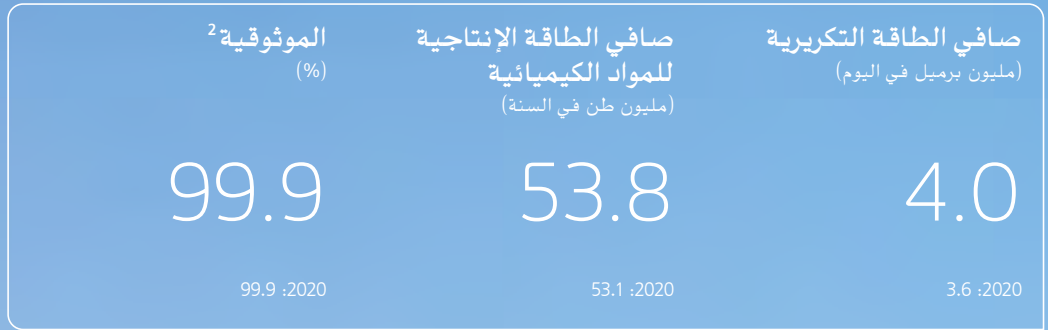 صافي الطاقة التكريرية
(مليون برميل في اليوم)
4.0
2020: 3.6
صافي الطاقة الإنتاجية
للمواد الكيميائية
(مليون طن في السنة)
53.8
2020: 53.1
الموثوقية²
(%)
99.9
2020: 99.9